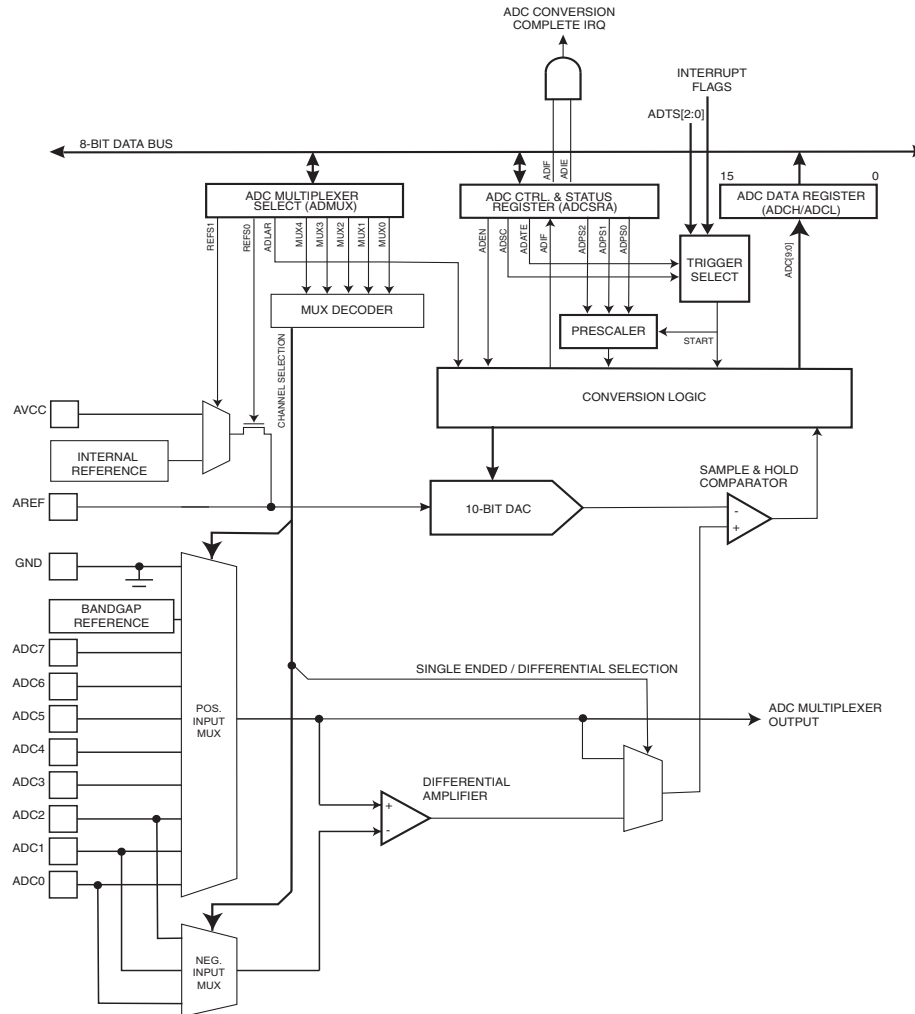 ADC CONVERSION
COMPLETE IRQ
INTERRUPT
FLAGS
ADTS[2:0]
8-BIT DATA BUS
ADIF
ADIE
15
0
ADC MULTIPLEXER
SELECT (ADMUX)
ADC CTRL. & STATUS
REGISTER (ADCSRA)
ADC DATA REGISTER
(ADCH/ADCL)
REFS1
REFS0
ADLAR
MUX4
MUX3
MUX2
MUX1
MUX0
ADEN
ADSC
ADATE
ADIF
ADPS2
ADPS1
ADPS0
ADC[9:0]
TRIGGER
SELECT
MUX DECODER
PRESCALER
START
CHANNEL SELECTION
CONVERSION LOGIC
AVCC
INTERNAL
REFERENCE
SAMPLE & HOLD
COMPARATOR
AREF
10-BIT DAC
-
+
GND
BANDGAP
REFERENCE
ADC7
SINGLE ENDED / DIFFERENTIAL SELECTION
ADC6
ADC5
POS.
INPUT
MUX
ADC MULTIPLEXER
OUTPUT
ADC4
ADC3
DIFFERENTIAL
AMPLIFIER
ADC2
+
-
ADC1
ADC0
NEG.
INPUT
MUX